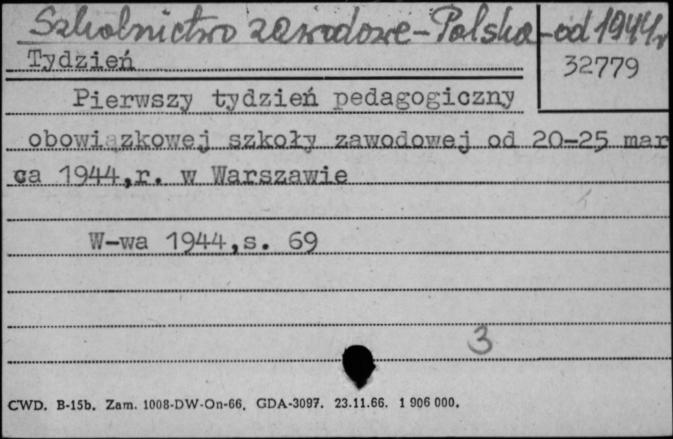 Szkolnictwo zawodowe - Polska - od 1944 r
Tydzień
32779
Pierwszy tydzień pedagogiczny
obowiązkowej szkoły zawodowej od 20-25 mar
ca 1944,r. w Warszawie
W-wa 1944,s. 69
3
CWD. B-15b. Zam. 1008-DW-On-66. GDA-3097. 23.11.66. 1 906 000.